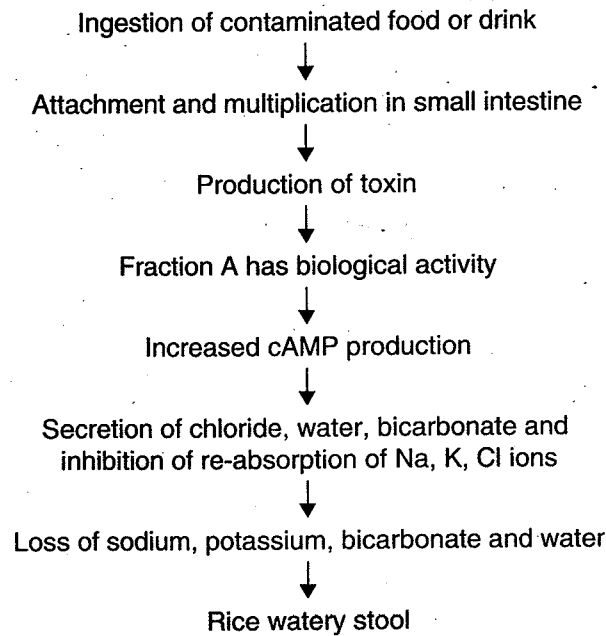 Ingestion of contaminated food or drink
Attachment and multiplication in small intestine
Production of toxin
Fraction A has biological activity
Increased cAMP production
Secretion of chloride, water, bicarbonate and
inhibition of re-absorption of Na, K, Cl ions
Loss of sodium, potassium, bicarbonate and water
Rice watery stool